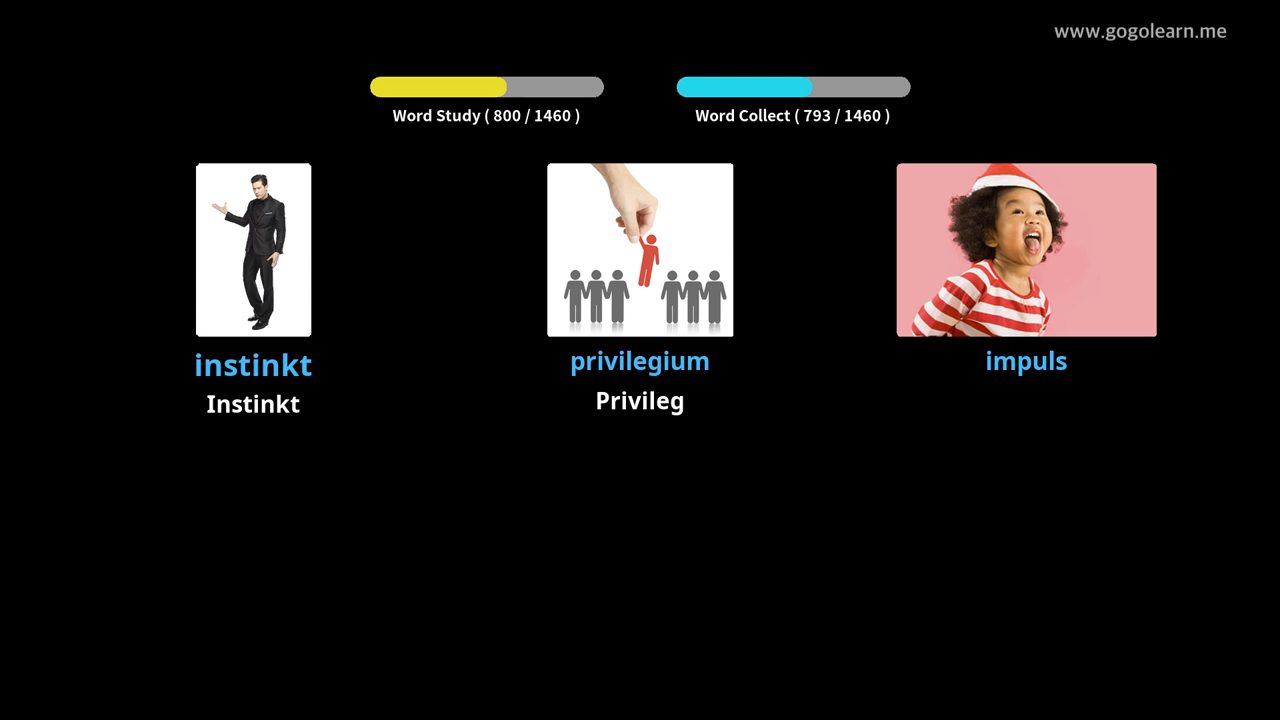 www.gogolearn.me
Word Study ( 800 / 1460 )
Word Collect ( 793 / 1460 )
instinkt
Instinkt
privilegium
Privileg
impuls